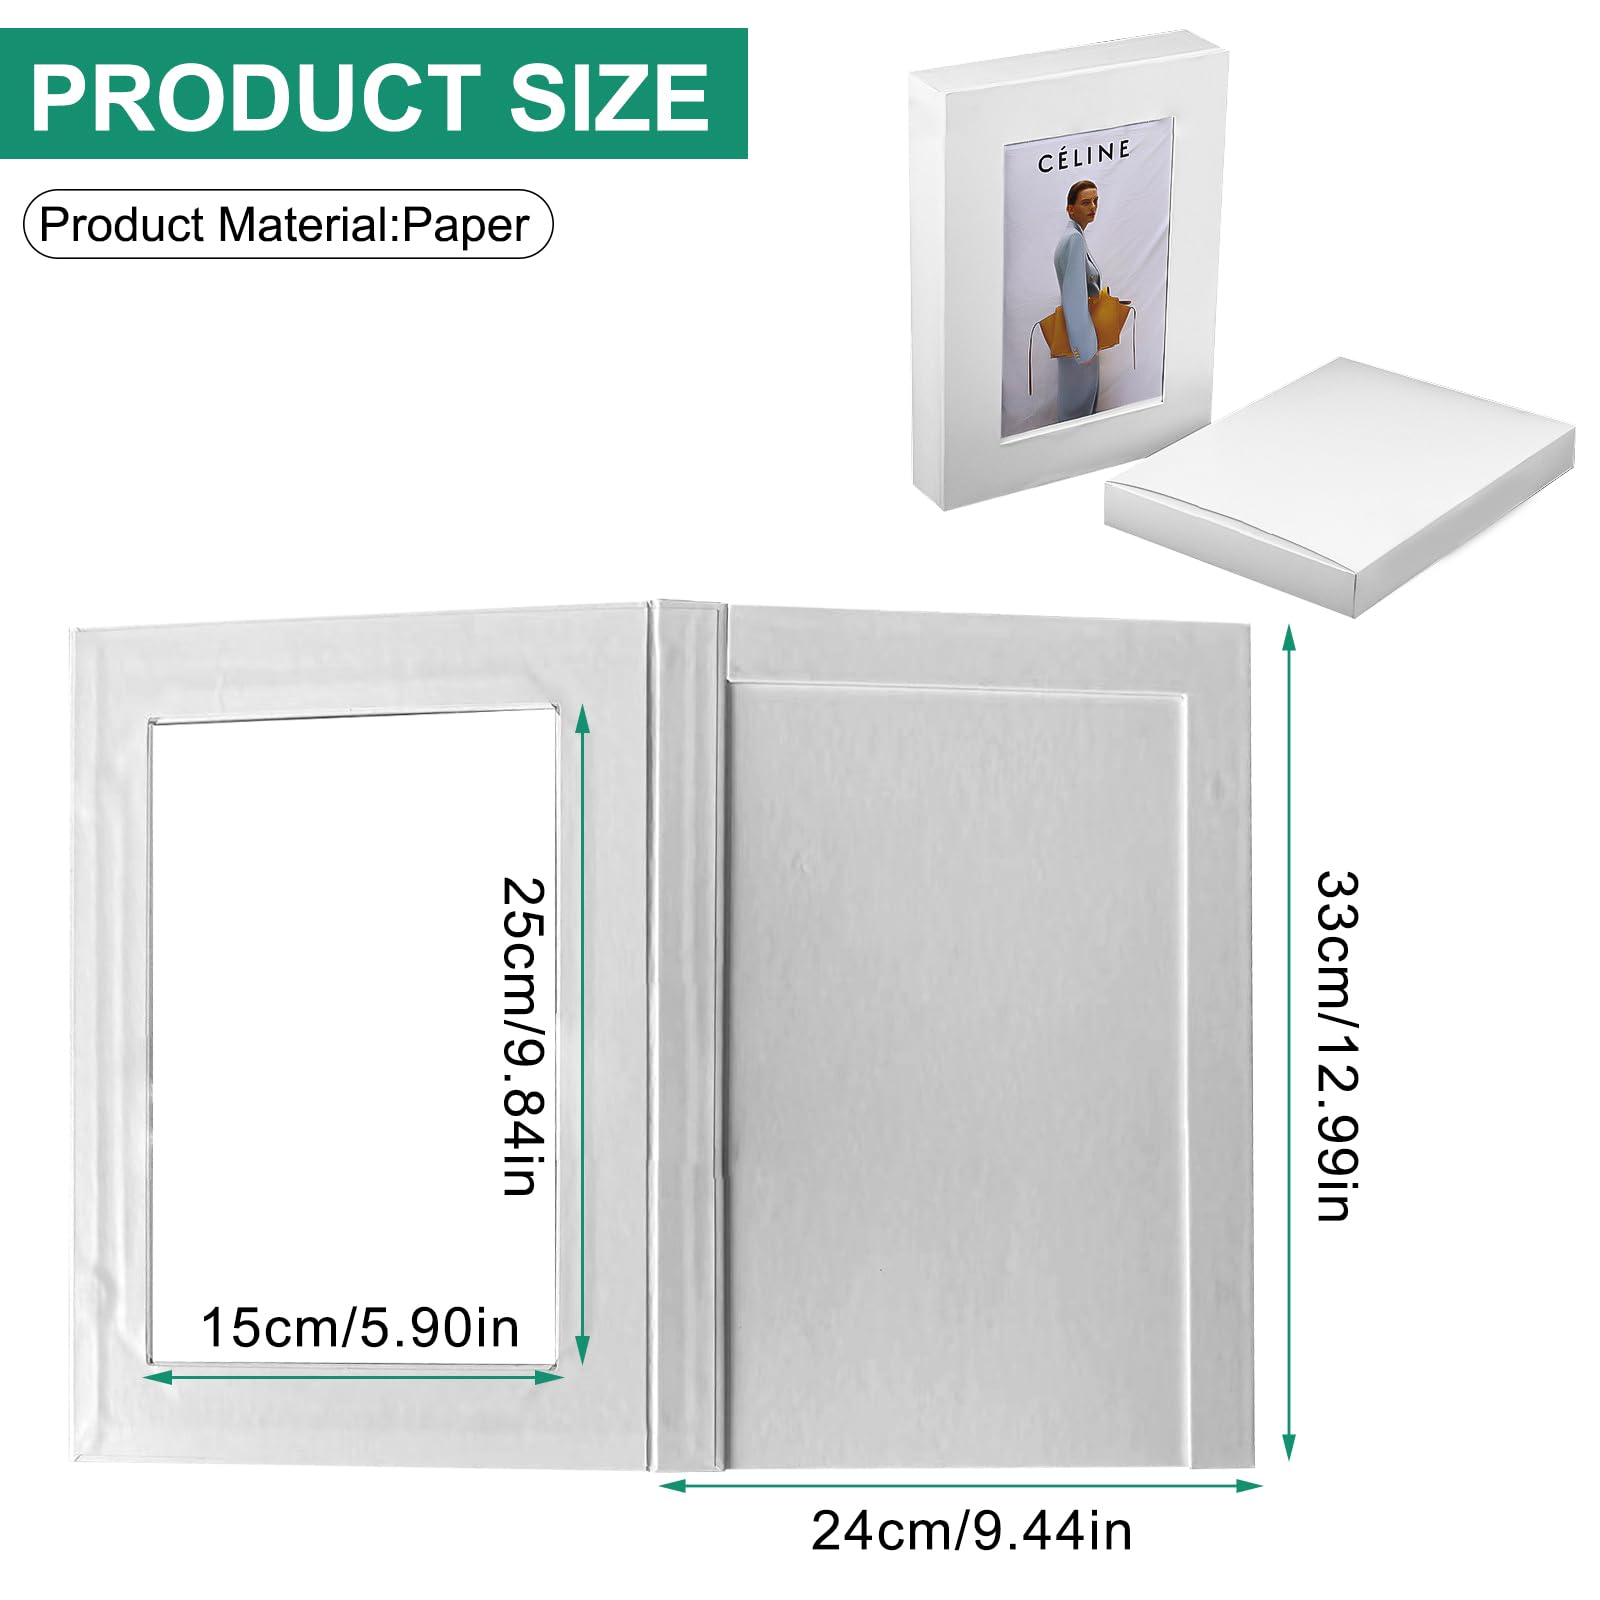 PRODUCT SIZE
Product Material:Paper
CÉLINE
25cm/9.84in
15cm/5.90in
33cm/12.99in
24cm/9.44in